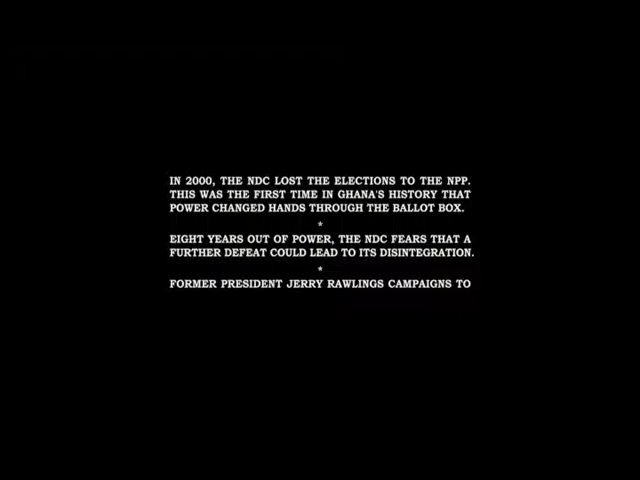 IN 2000, THE NDC LOST THE ELECTIONS TO THE NPP.
THIS WAS THE FIRST TIME IN GHANA'S HISTORY THAT
POWER CHANGED HANDS THROUGH THE BALLOT BOX.
*
EIGHT YEARS OUT OF POWER, THE NDC FEARS THAT A
FURTHER DEFEAT COULD LEAD TO ITS DISINTEGRATION.
*
FORMER PRESIDENT JERRY RAWLINGS CAMPAIGNS TO